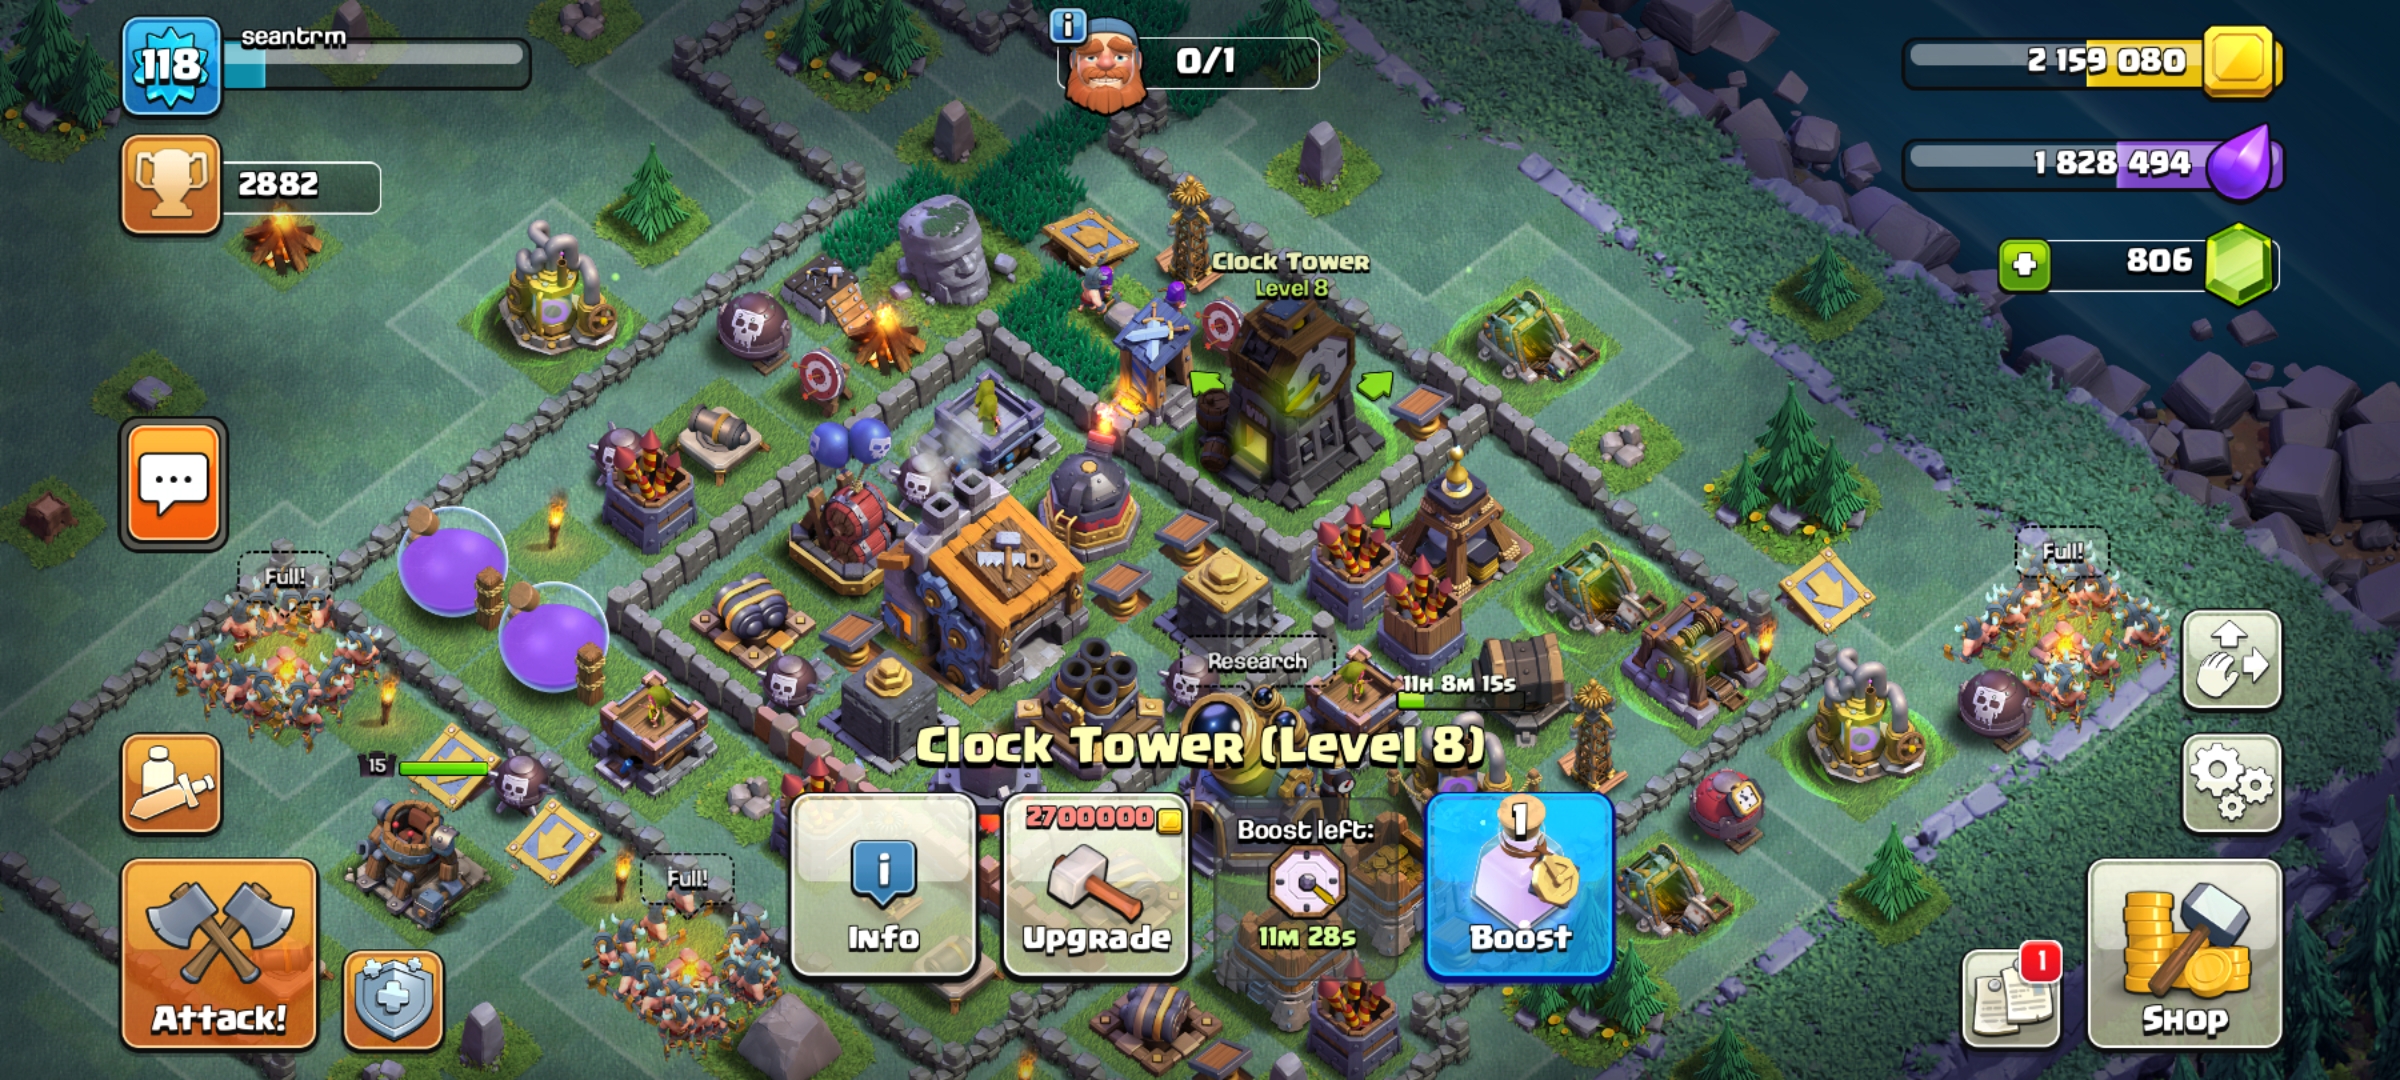 118
seantrm
i
0/1
2 159 080
2882
1 828 494
806
Clock Tower
Level 8
Full!
Full!
Research
11H 8M 15s
Clock Tower (Level 8)
15
2700000
1
Boost left:
Full!
i
Info
Upgrade
11M 28s
Boost
1
Attack!
Shop